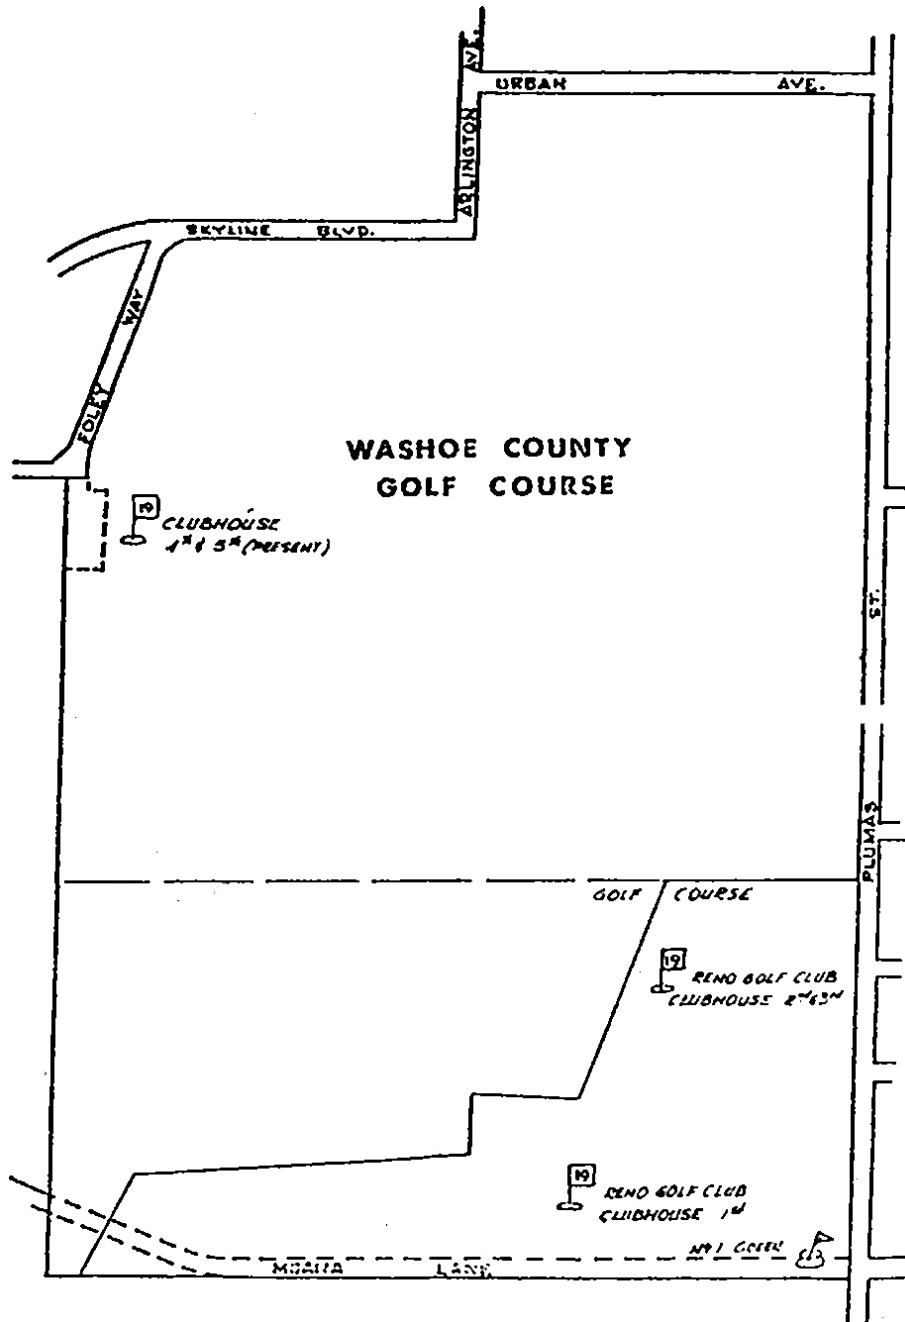 ARLINGTON AVE.
URBAN AVE.
SKYLINE BLVD.
FOLEY WAY
WASHOE COUNTY
GOLF COURSE
19
CLUBHOUSE
4th & 5th (PRESENT)
PLUMAS ST.
GOLF COURSE
19
RENO GOLF CLUB
CLUBHOUSE 2nd & 3rd
19
RENO GOLF CLUB
CLUBHOUSE 1st
Nº 1 GREEN
LANE